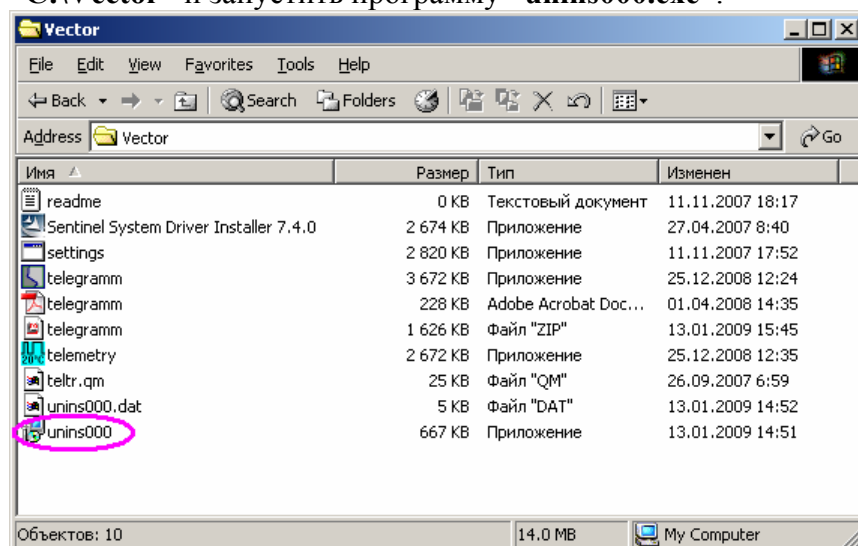 "C:\Vector" и запустить программу "unins000.exe".
Vector
File Edit View Favorites Tools Help
Back Search Folders
Address Vector Go
Имя Размер Тип Изменен
readme 0 KB Текстовый документ 11.11.2007 18:17
Sentinel System Driver Installer 7.4.0 2 674 KB Приложение 27.04.2007 8:40
settings 2 820 KB Приложение 11.11.2007 17:52
telegramm 3 672 KB Приложение 25.12.2008 12:24
telegramm 228 KB Adobe Acrobat Doc... 01.04.2008 14:35
telegramm 1 626 KB Файл "ZIP" 13.01.2009 15:45
telemetry 2 672 KB Приложение 25.12.2008 12:35
teltr.qm 25 KB Файл "QM" 26.09.2007 6:59
unins000.dat 5 KB Файл "DAT" 13.01.2009 14:52
unins000 667 KB Приложение 13.01.2009 14:51
Объектов: 10 14.0 MB My Computer